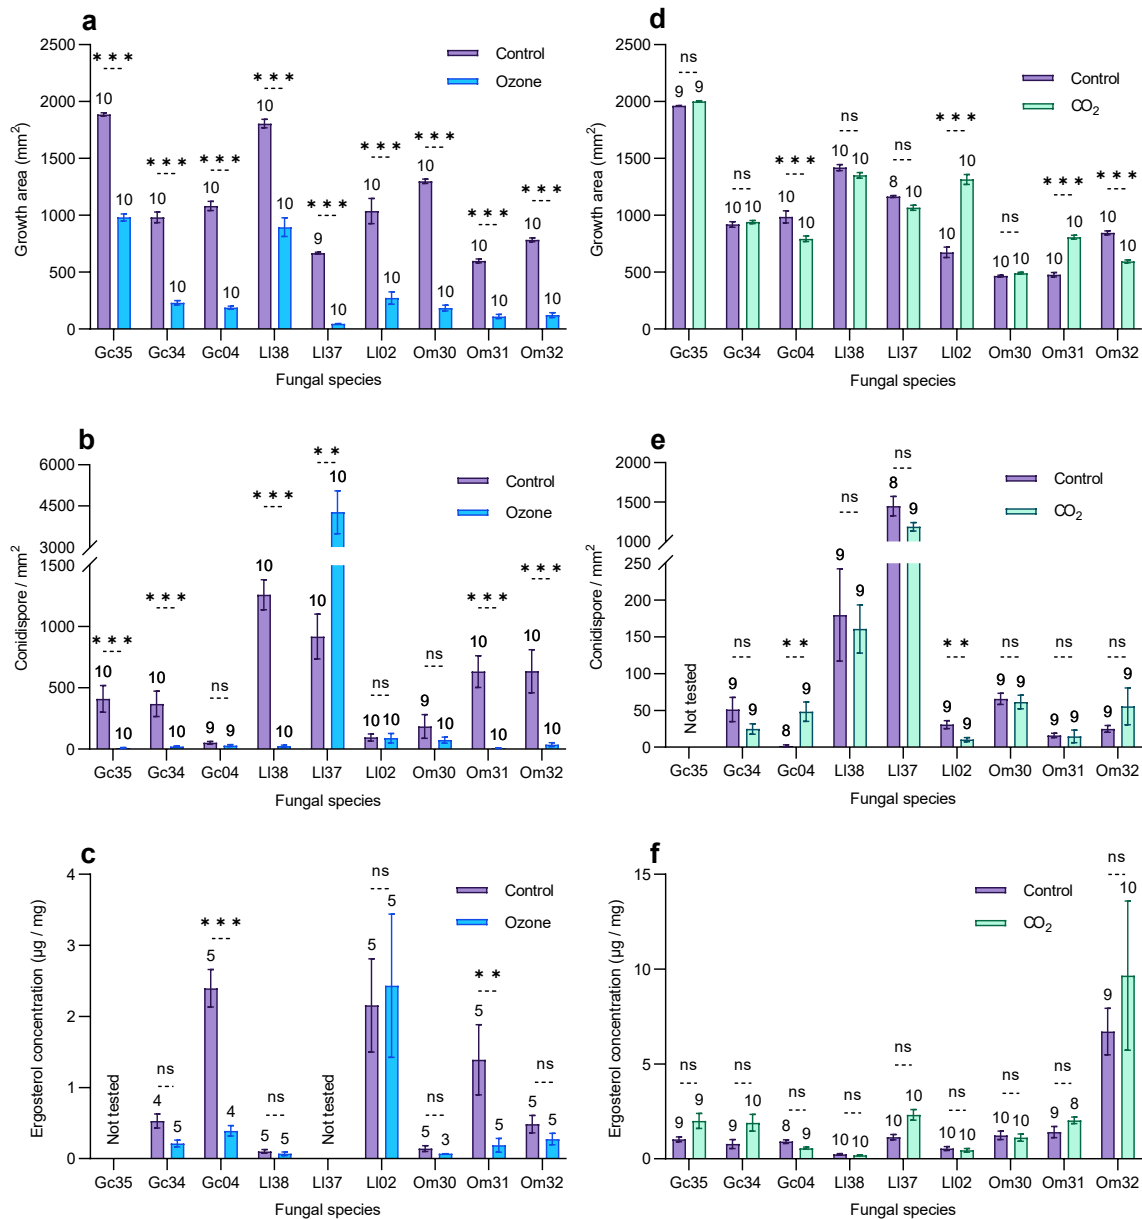 a
2500
2000
1500
1000
500
0
Growth area (mm²)
Control
Ozone
*** *** *** *** *** *** *** *** ***
10 10 10 10 10 10 10 10 9 10 10 10 10 10 10 10 10 10
Gc35 Gc34 Gc04 Ll38 Ll37 Ll02 Om30 Om31 Om32
Fungal species
d
2500
2000
1500
1000
500
0
Growth area (mm²)
Control
CO₂
ns ns *** ns ns *** ns *** ***
9 9 10 10 10 10 10 10 8 10 10 10 10 10 10 10 10 10
Gc35 Gc34 Gc04 Ll38 Ll37 Ll02 Om30 Om31 Om32
Fungal species
b
6000
4500
3000
1500
1000
500
0
Conidispore / mm²
Control
Ozone
*** *** ns *** ** ns ns *** ***
10 10 10 10 9 9 10 10 10 10 10 10 9 10 10 10 10 10
Gc35 Gc34 Gc04 Ll38 Ll37 Ll02 Om30 Om31 Om32
Fungal species
e
2000
1500
1000
250
200
150
100
50
0
Conidispore / mm²
Control
CO₂
Not tested
ns ** ns ns ** ns ns ns
9 9 8 9 9 9 8 9 9 9 9 9 9 9 9 9
Gc35 Gc34 Gc04 Ll38 Ll37 Ll02 Om30 Om31 Om32
Fungal species
c
4
3
2
1
0
Ergosterol concentration (µg / mg)
Control
Ozone
Not tested
Not tested
ns *** ns ns ns ** ns
4 5 5 4 5 5 5 5 5 3 5 5 5 5
Gc35 Gc34 Gc04 Ll38 Ll37 Ll02 Om30 Om31 Om32
Fungal species
f
15
10
5
0
Ergosterol concentration (µg / mg)
Control
CO₂
ns ns ns ns ns ns ns ns ns
9 9 9 10 8 9 10 10 10 10 10 10 10 10 9 8 9 10
Gc35 Gc34 Gc04 Ll38 Ll37 Ll02 Om30 Om31 Om32
Fungal species